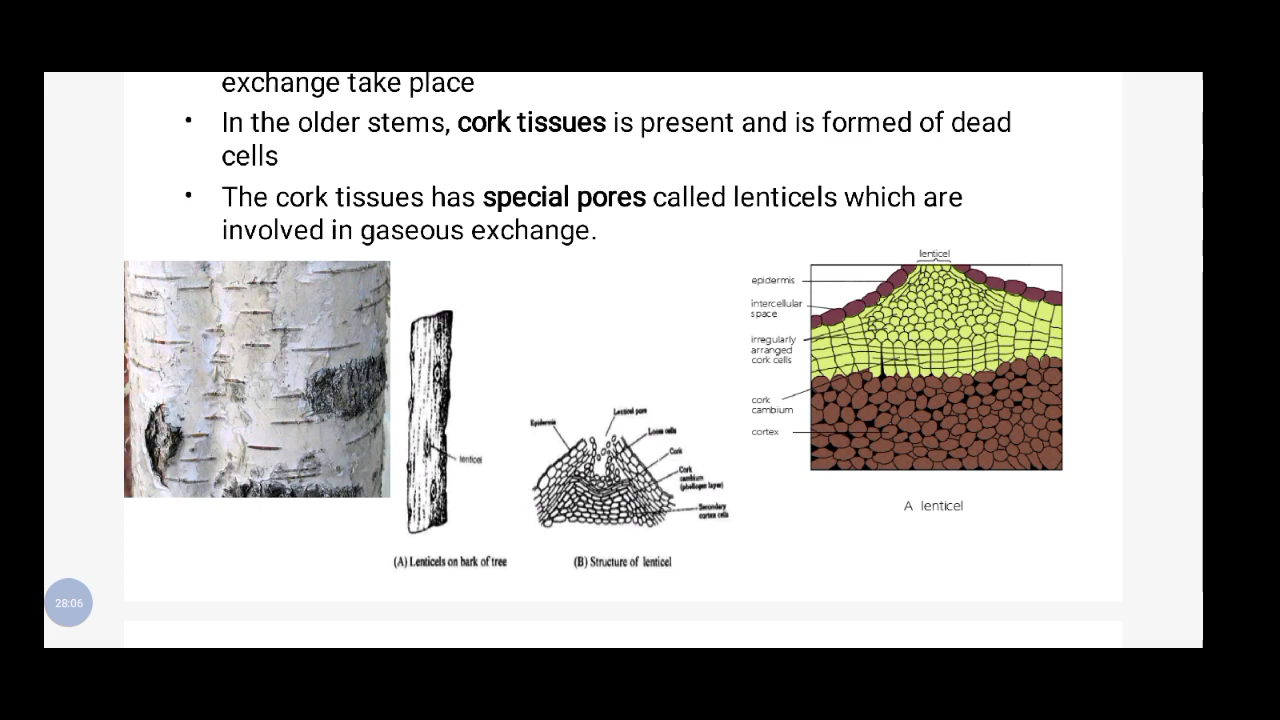 exchange take place
• In the older stems, cork tissues is present and is formed of dead
cells
• The cork tissues has special pores called lenticels which are
involved in gaseous exchange.
lenticel
epidermis
intercellular
space
irregularly
arranged
cork cells
cork
cambium
cortex
A lenticel
lenticel
(A) Lenticels on bark of tree
Lenticel pore
Epidermis
Loose cells
Cork
Cork
cambium
(phellogen layer)
Secondary
cortex cells
(B) Structure of lenticel
28:06